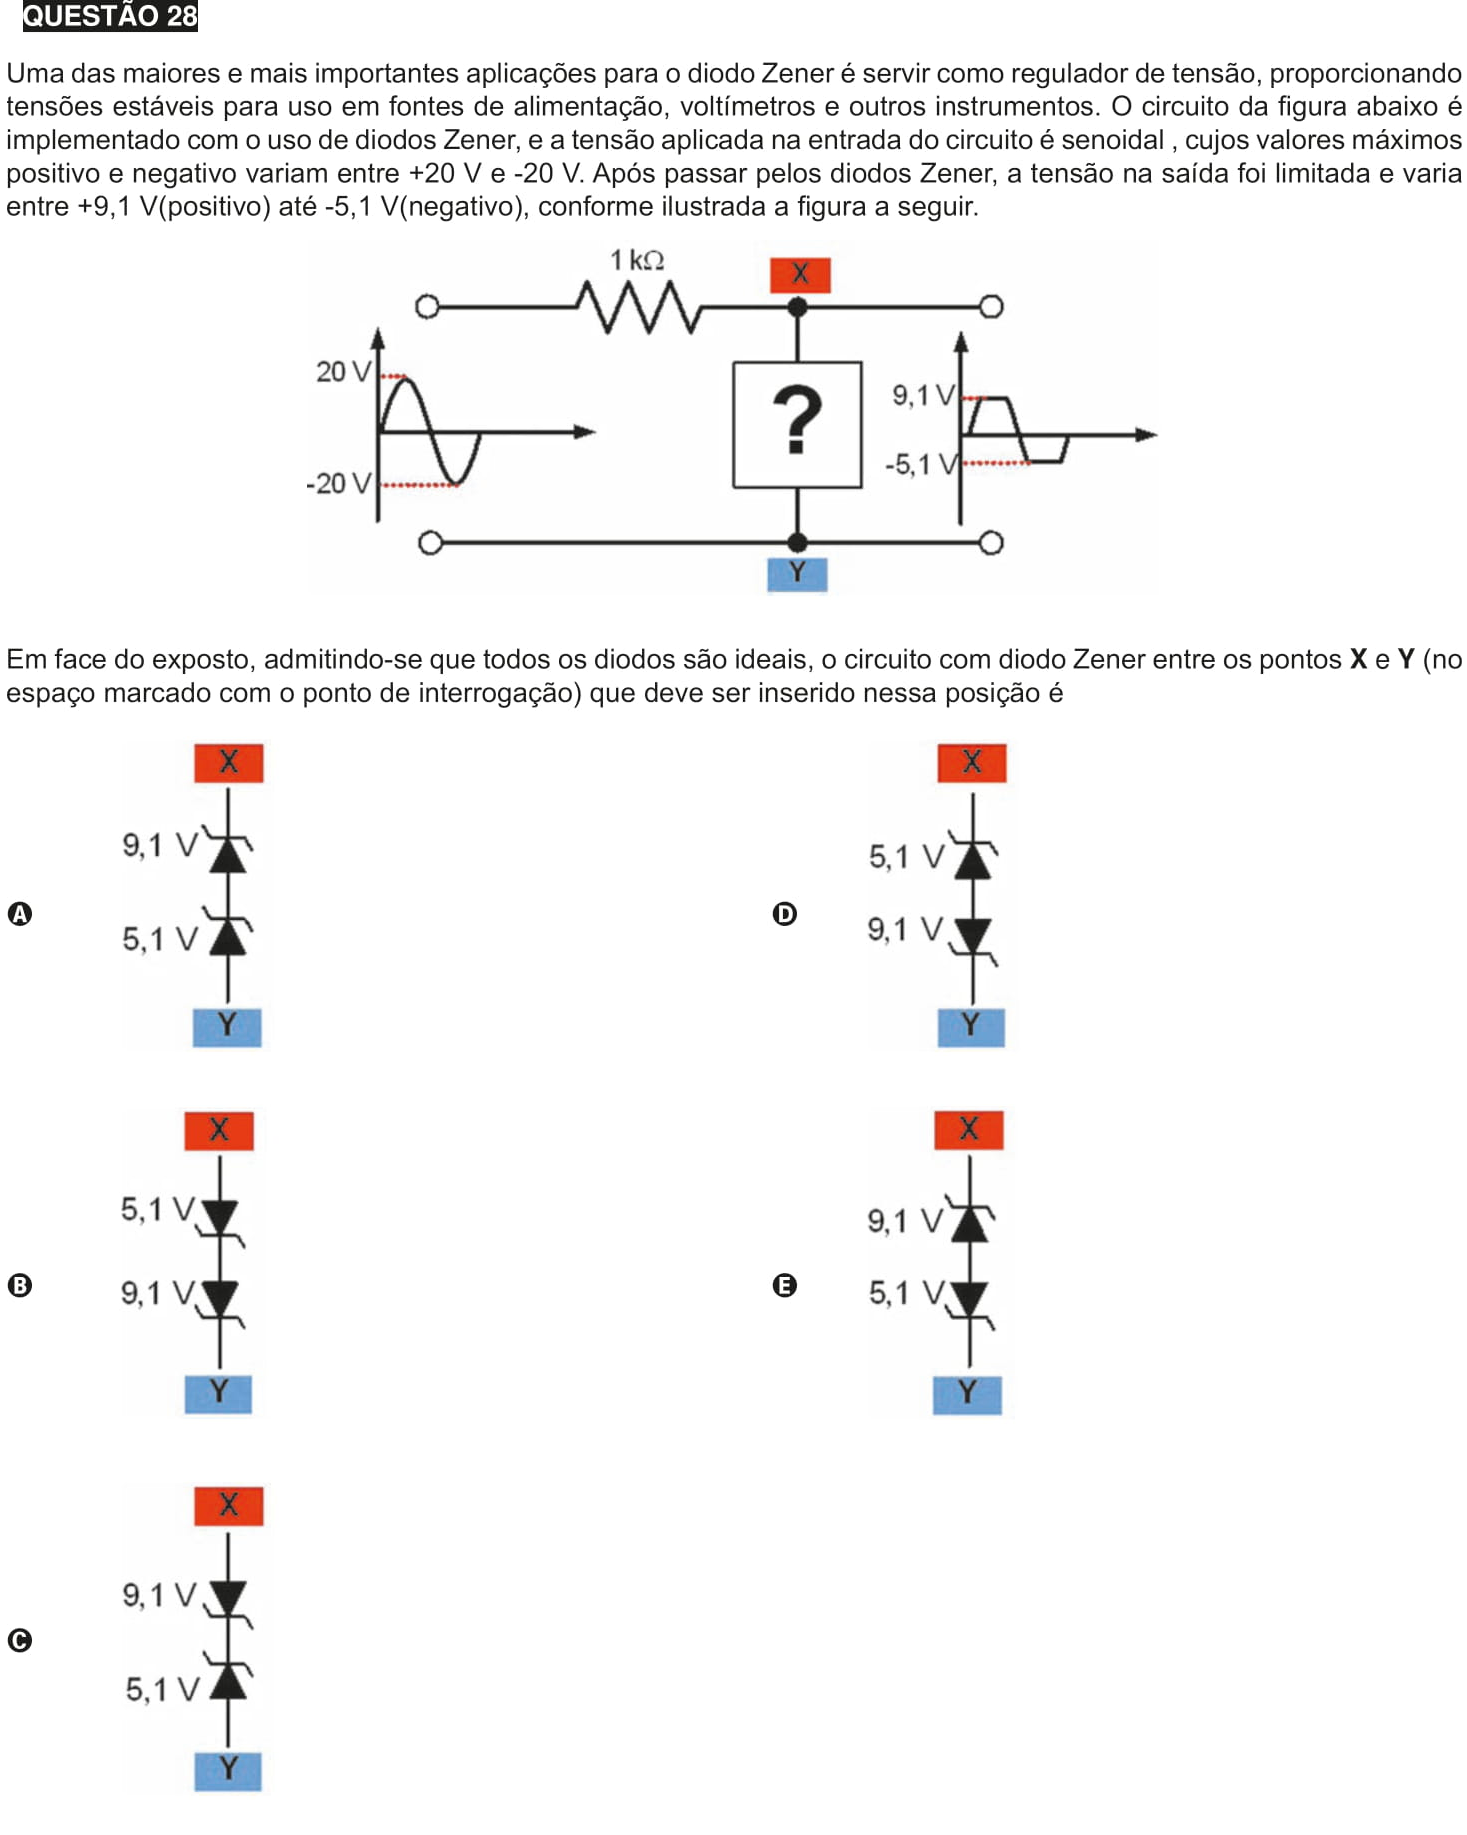 QUESTÃO 28
Uma das maiores e mais importantes aplicações para o diodo Zener é servir como regulador de tensão, proporcionando
tensões estáveis para uso em fontes de alimentação, voltímetros e outros instrumentos. O circuito da figura abaixo é
implementado com o uso de diodos Zener, e a tensão aplicada na entrada do circuito é senoidal , cujos valores máximos
positivo e negativo variam entre +20 V e -20 V. Após passar pelos diodos Zener, a tensão na saída foi limitada e varia
entre +9,1 V(positivo) até -5,1 V(negativo), conforme ilustrada a figura a seguir.
1 kΩ
X
20 V
-20 V
?
9,1 V
-5,1 V
Y
Em face do exposto, admitindo-se que todos os diodos são ideais, o circuito com diodo Zener entre os pontos X e Y (no
espaço marcado com o ponto de interrogação) que deve ser inserido nessa posição é
A
X
9,1 V
5,1 V
Y
B
X
5,1 V
9,1 V
Y
C
X
9,1 V
5,1 V
Y
D
X
5,1 V
9,1 V
Y
E
X
9,1 V
5,1 V
Y